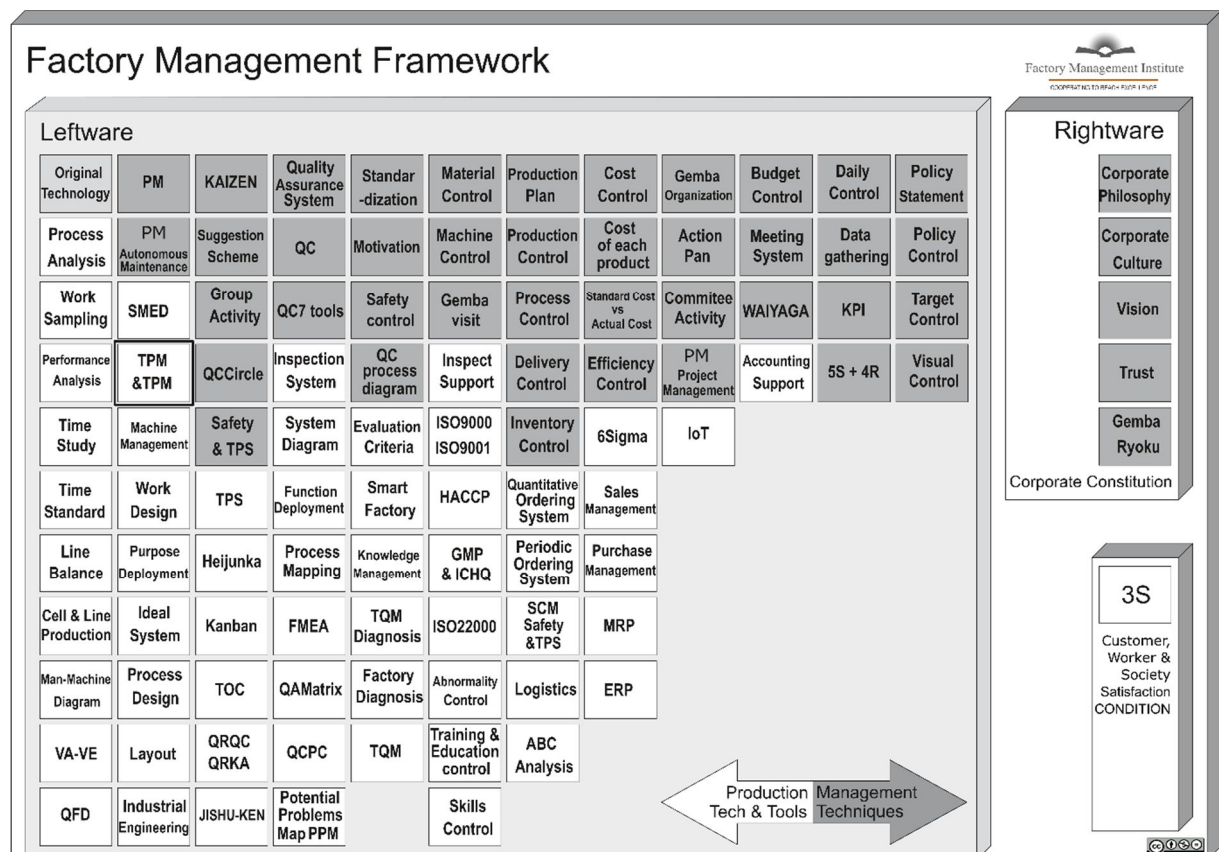 Factory Management Framework
Factory Management Institute
COOPERATING TO REACH EXCELLENCE
Leftware
Original
Technology
PM
KAIZEN
Quality
Assurance
System
Standar
-dization
Material
Control
Production
Plan
Cost
Control
Gemba
Organization
Budget
Control
Daily
Control
Policy
Statement
Process
Analysis
PM
Autonomous
Maintenance
Suggestion
Scheme
QC
Motivation
Machine
Control
Production
Control
Cost
of each
product
Action
Pan
Meeting
System
Data
gathering
Policy
Control
Work
Sampling
SMED
Group
Activity
QC7 tools
Safety
control
Gemba
visit
Process
Control
Standard Cost
vs
Actual Cost
Commitee
Activity
WAIYAGA
KPI
Target
Control
Performance
Analysis
TPM
&TPM
QCCircle
Inspection
System
QC
process
diagram
Inspect
Support
Delivery
Control
Efficiency
Control
PM
Project
Management
Accounting
Support
5S + 4R
Visual
Control
Time
Study
Machine
Management
Safety
& TPS
System
Diagram
Evaluation
Criteria
ISO9000
ISO9001
Inventory
Control
6Sigma
IoT
Time
Standard
Work
Design
TPS
Function
Deployment
Smart
Factory
HACCP
Quantitative
Ordering
System
Sales
Management
Line
Balance
Purpose
Deployment
Heijunka
Process
Mapping
Knowledge
Management
GMP
& ICHQ
Periodic
Ordering
System
Purchase
Management
Cell & Line
Production
Ideal
System
Kanban
FMEA
TQM
Diagnosis
ISO22000
SCM
Safety
&TPS
MRP
Man-Machine
Diagram
Process
Design
TOC
QAMatrix
Factory
Diagnosis
Abnormality
Control
Logistics
ERP
VA-VE
Layout
QRQC
QRKA
QCPC
TQM
Training &
Education
control
ABC
Analysis
QFD
Industrial
Engineering
JISHU-KEN
Potential
Problems
Map PPM
Skills
Control
Production
Tech & Tools
Management
Techniques
Rightware
Corporate
Philosophy
Corporate
Culture
Vision
Trust
Gemba
Ryoku
Corporate Constitution
3S
Customer,
Worker &
Society
Satisfaction
CONDITION